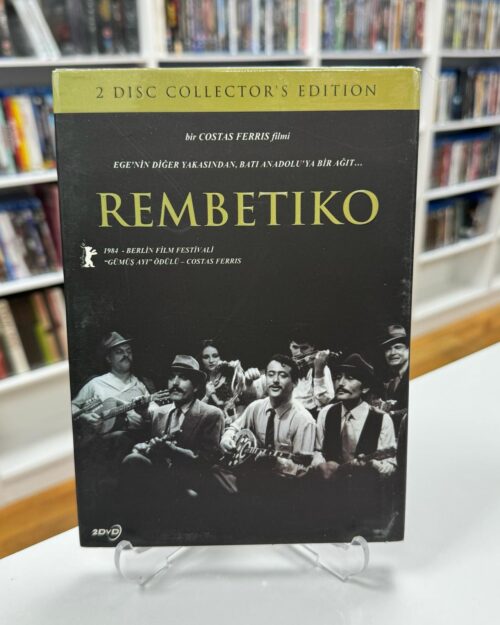 2 DISC COLLECTOR'S EDITION
bir COSTAS FERRIS filmi
EGE'NİN DİĞER YAKASINDAN, BATI ANADOLU'YA BİR AĞIT...
REMBETIKO
1984 - BERLİN FİLM FESTİVALİ
"GÜMÜŞ AYI" ÖDÜLÜ – COSTAS FERRIS
2DVD